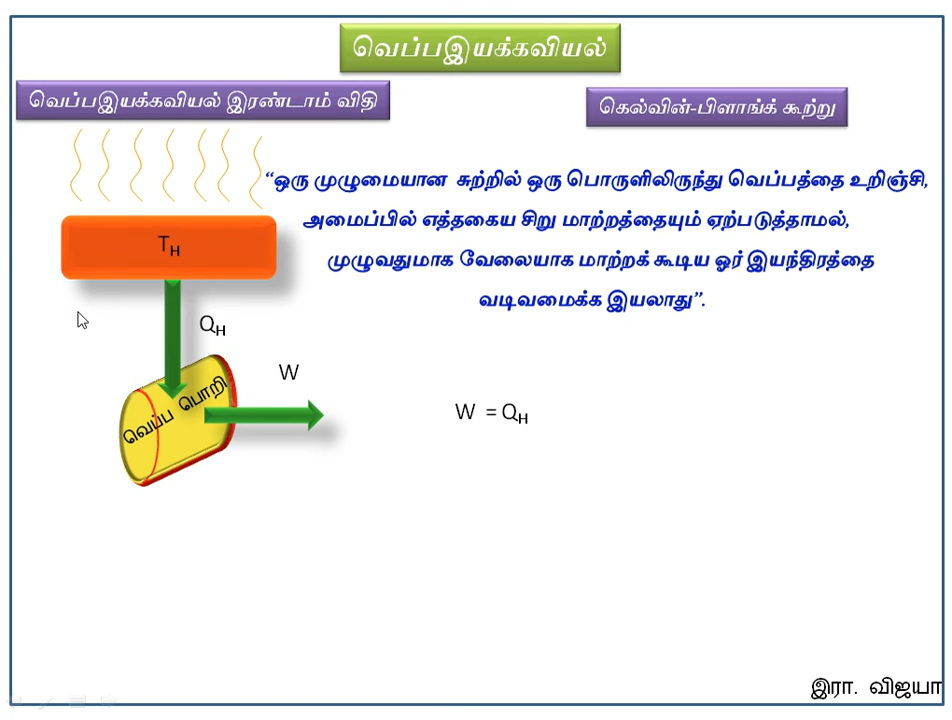 வெப்பஇயக்கவியல்
வெப்பஇயக்கவியல் இரண்டாம் விதி
கெல்வின்-பிளாங்க் கூற்று
“ஒரு முழுமையான சுற்றில் ஒரு பொருளிலிருந்து வெப்பத்தை உறிஞ்சி,
அமைப்பில் எத்தகைய சிறு மாற்றத்தையும் ஏற்படுத்தாமல்,
முழுவதுமாக வேலையாக மாற்றக் கூடிய ஓர் இயந்திரத்தை
வடிவமைக்க இயலாது”.
TH
QH
W
வெப்ப பொறி
W = QH
இரா. விஜயா